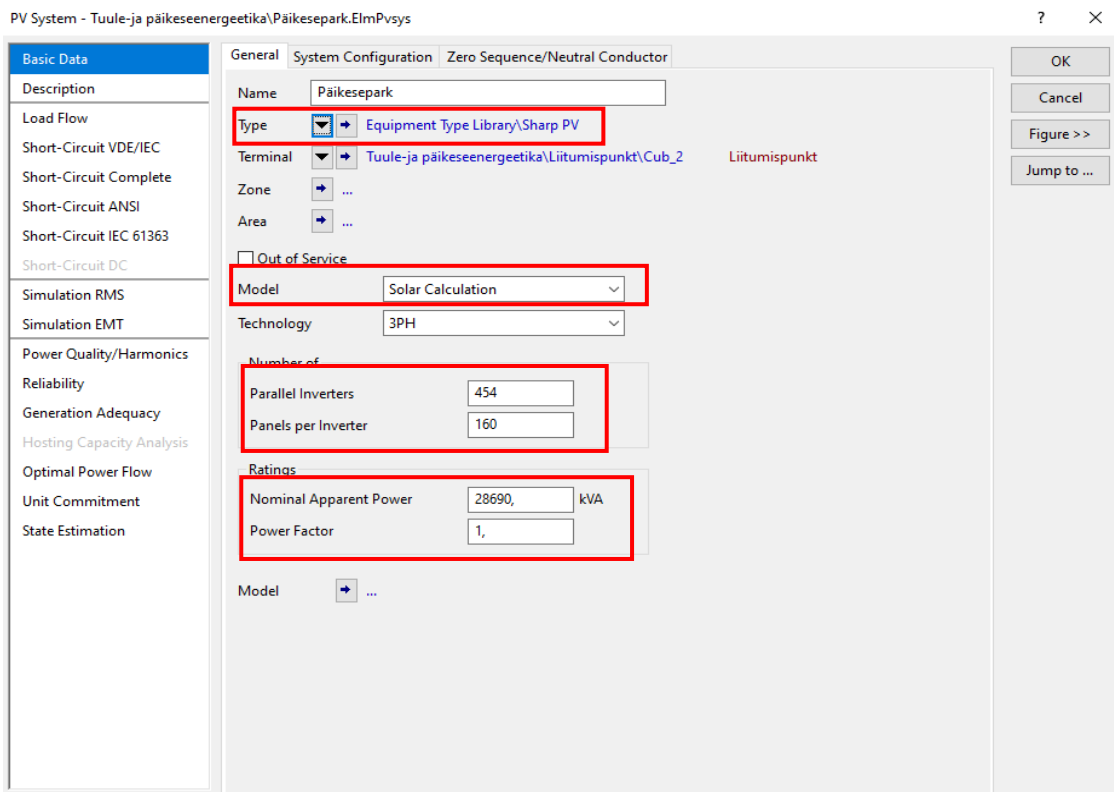 PV System - Tuule-ja päikeseenergeetika\Päikesepark.ElmPvsys ?
Basic Data
Description
Load Flow
Short-Circuit VDE/IEC
Short-Circuit Complete
Short-Circuit ANSI
Short-Circuit IEC 61363
Short-Circuit DC
Simulation RMS
Simulation EMT
Power Quality/Harmonics
Reliability
Generation Adequacy
Hosting Capacity Analysis
Optimal Power Flow
Unit Commitment
State Estimation
General System Configuration Zero Sequence/Neutral Conductor
Name Päikesepark
Type Equipment Type Library\Sharp PV
Terminal Tuule-ja päikeseenergeetika\Liitumispunkt\Cub_2 Liitumispunkt
Zone ...
Area ...
Out of Service
Model Solar Calculation
Technology 3PH
Number of
Parallel Inverters 454
Panels per Inverter 160
Ratings
Nominal Apparent Power 28690, kVA
Power Factor 1,
Model ...
OK
Cancel
Figure >>
Jump to ...